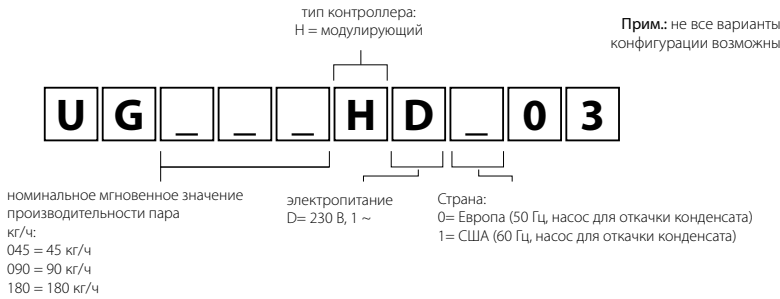 тип контроллера:
H = модулирующий
Прим.: не все варианты
конфигурации возможны
U G _ _ _ H D _ 0 3
номинальное мгновенное значение
производительности пара
кг/ч:
045 = 45 кг/ч
090 = 90 кг/ч
180 = 180 кг/ч
электропитание
D= 230 В, 1 ~
Страна:
0= Европа (50 Гц, насос для откачки конденсата)
1= США (60 Гц, насос для откачки конденсата)